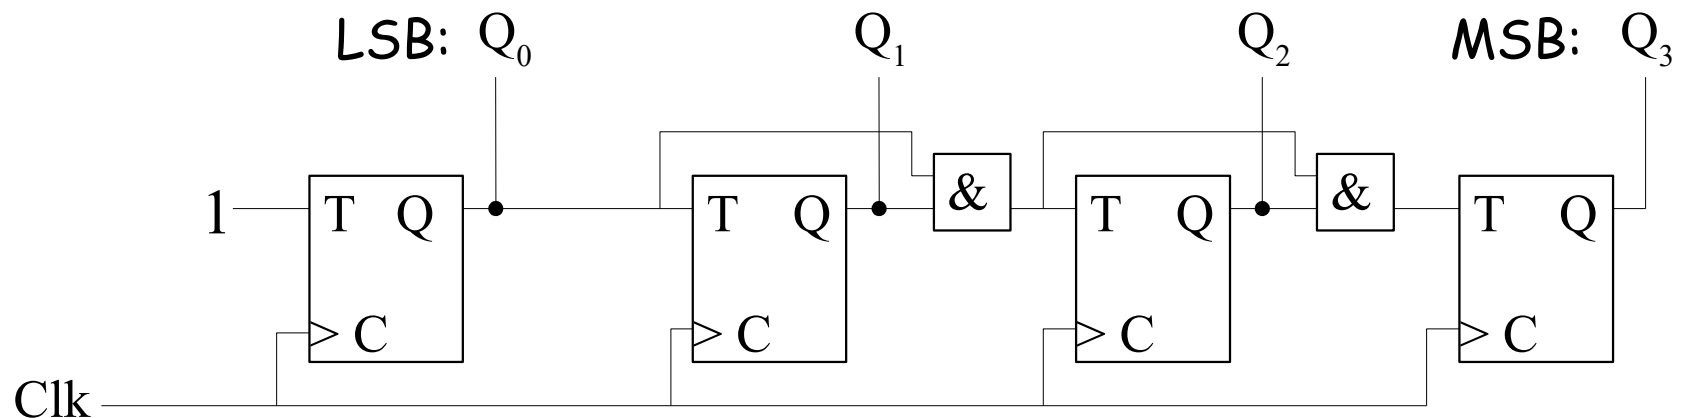 LSB: Q0 Q1 Q2 MSB: Q3
1 T Q T Q & T Q & T Q
C C C C
Clk